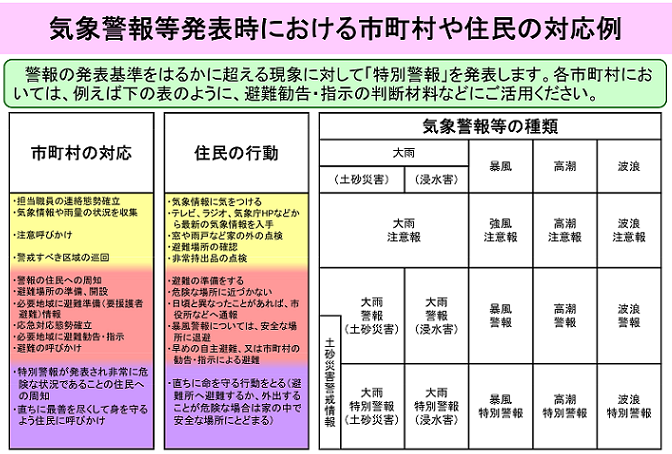 気象警報等発表時における市町村や住民の対応例
警報の発表基準をはるかに超える現象に対して「特別警報」を発表します。各市町村にお
いては、例えば下の表のように、避難勧告・指示の判断材料などにご活用ください。
市町村の対応
・担当職員の連絡態勢確立
・気象情報や雨量の状況を収集
・注意呼びかけ
・警戒すべき区域の巡回
・警報の住民への周知
・避難場所の準備、開設
・必要地域に避難準備(要援護者
避難)情報
・応急対応態勢確立
・必要地域に避難勧告・指示
・避難の呼びかけ
・特別警報が発表され非常に危
険な状況であることの住民へ
の周知
・直ちに最善を尽くして身を守る
よう住民に呼びかけ
住民の行動
・気象情報に気をつける
・テレビ、ラジオ、気象庁HPなどか
ら最新の気象情報を入手
・窓や雨戸など家の外の点検
・避難場所の確認
・非常持出品の点検
・避難の準備をする
・危険な場所に近づかない
・日頃と異なったことがあれば、市
役所などへ通報
・暴風警報については、安全な場
所に退避
・早めの自主避難、又は市町村の
勧告・指示による避難
・直ちに命を守る行動をとる(避
難所へ避難するか、外出する
ことが危険な場合は家の中で
安全な場所にとどまる)
気象警報等の種類
大雨
(土砂災害)
(浸水害)
暴風
高潮
波浪
大雨
注意報
強風
注意報
高潮
注意報
波浪
注意報
大雨
警報
(土砂災害)
大雨
警報
(浸水害)
暴風
警報
高潮
警報
波浪
警報
土砂災害警戒情報
大雨
特別警報
(土砂災害)
大雨
特別警報
(浸水害)
暴風
特別警報
高潮
特別警報
波浪
特別警報